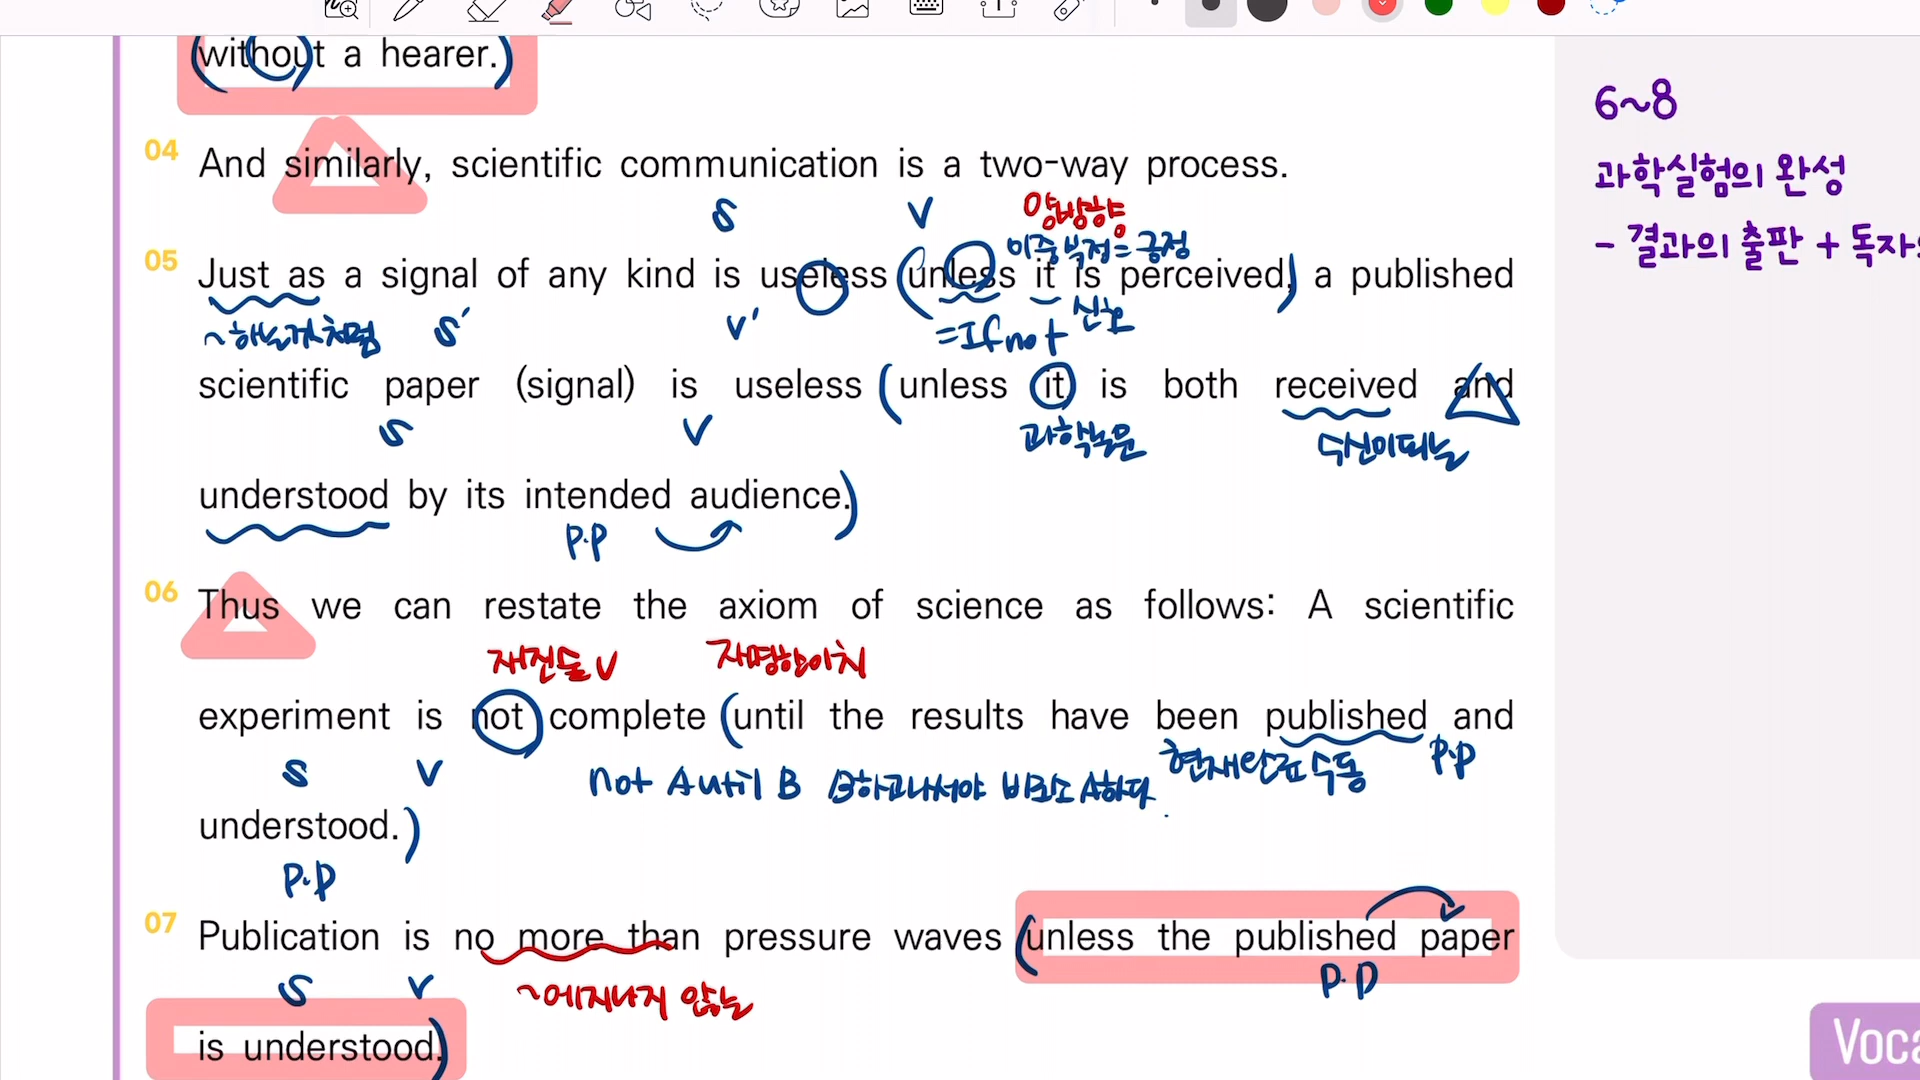 without a hearer.)
6~8
04 And similarly, scientific communication is a two-way process.
과학실험의 완성
S V 양방향
- 결과의 출판 + 독자의
이중부정=긍정
05 Just as a signal of any kind is useless (unless it is perceived,) a published
~하는것처럼 S' V' =If not 신호
scientific paper (signal) is useless (unless it is both received and
S V 과학논문 수신이되는
understood by its intended audience.)
P.P
06 Thus we can restate the axiom of science as follows: A scientific
재진술 V 자명한이치
experiment is not complete (until the results have been published and
S V not A until B B하고나서야 비로소 A하다. 현재완료수동 P.P
understood.)
P.P
07 Publication is no more than pressure waves (unless the published paper
S V ~에지나지 않는 P.P
is understood.)
Voca